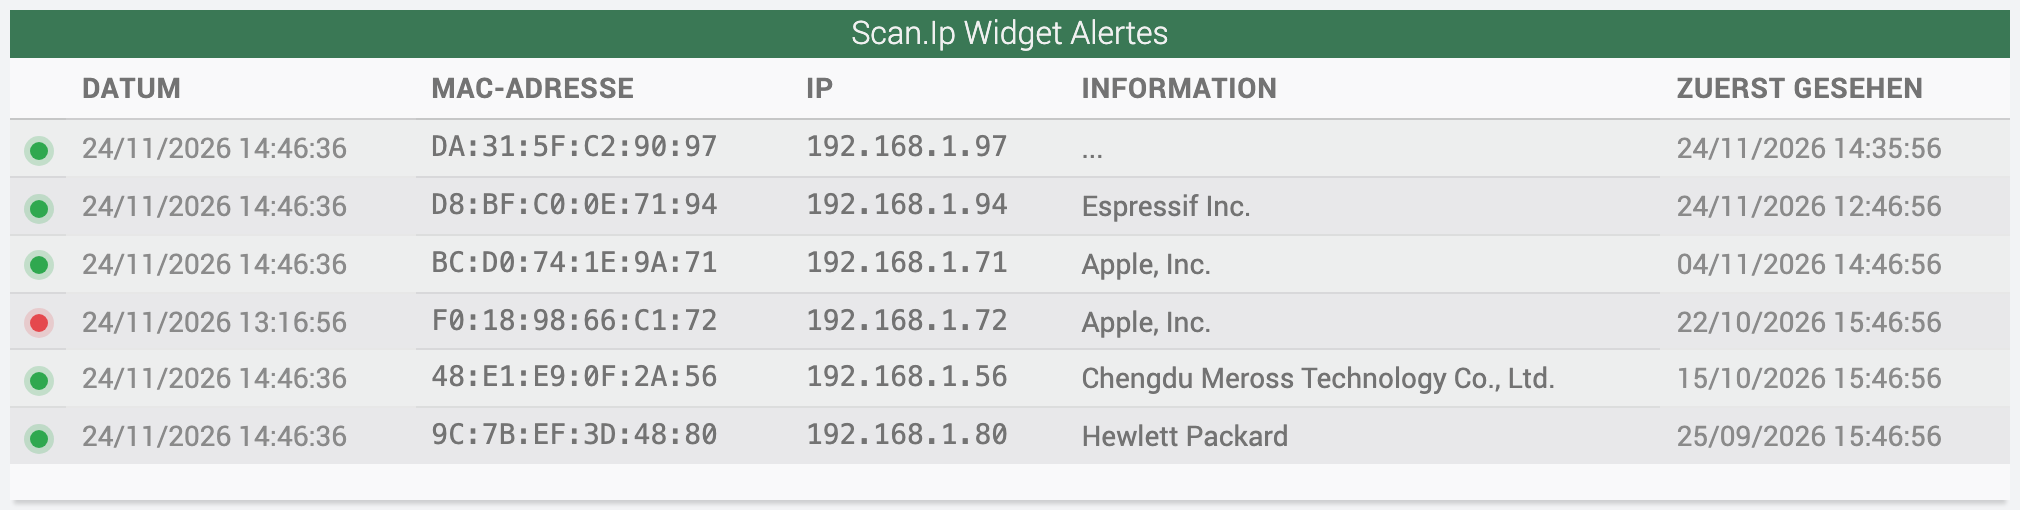 Scan.Ip Widget Alertes
DATUM MAC-ADRESSE IP INFORMATION ZUERST GESEHEN
24/11/2026 14:46:36 DA:31:5F:C2:90:97 192.168.1.97 ... 24/11/2026 14:35:56
24/11/2026 14:46:36 D8:BF:C0:0E:71:94 192.168.1.94 Espressif Inc. 24/11/2026 12:46:56
24/11/2026 14:46:36 BC:D0:74:1E:9A:71 192.168.1.71 Apple, Inc. 04/11/2026 14:46:56
24/11/2026 13:16:56 F0:18:98:66:C1:72 192.168.1.72 Apple, Inc. 22/10/2026 15:46:56
24/11/2026 14:46:36 48:E1:E9:0F:2A:56 192.168.1.56 Chengdu Meross Technology Co., Ltd. 15/10/2026 15:46:56
24/11/2026 14:46:36 9C:7B:EF:3D:48:80 192.168.1.80 Hewlett Packard 25/09/2026 15:46:56